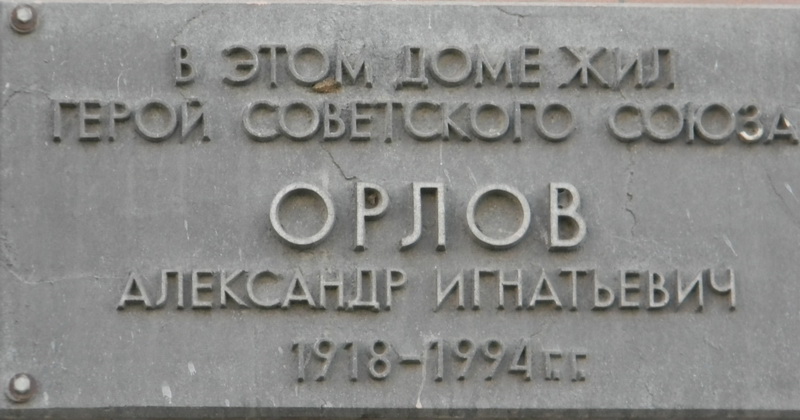 В ЭТОМ ДОМЕ ЖИЛ
ГЕРОЙ СОВЕТСКОГО СОЮЗА
ОРЛОВ
АЛЕКСАНДР ИГНАТЬЕВИЧ
1918-1994 г.г.